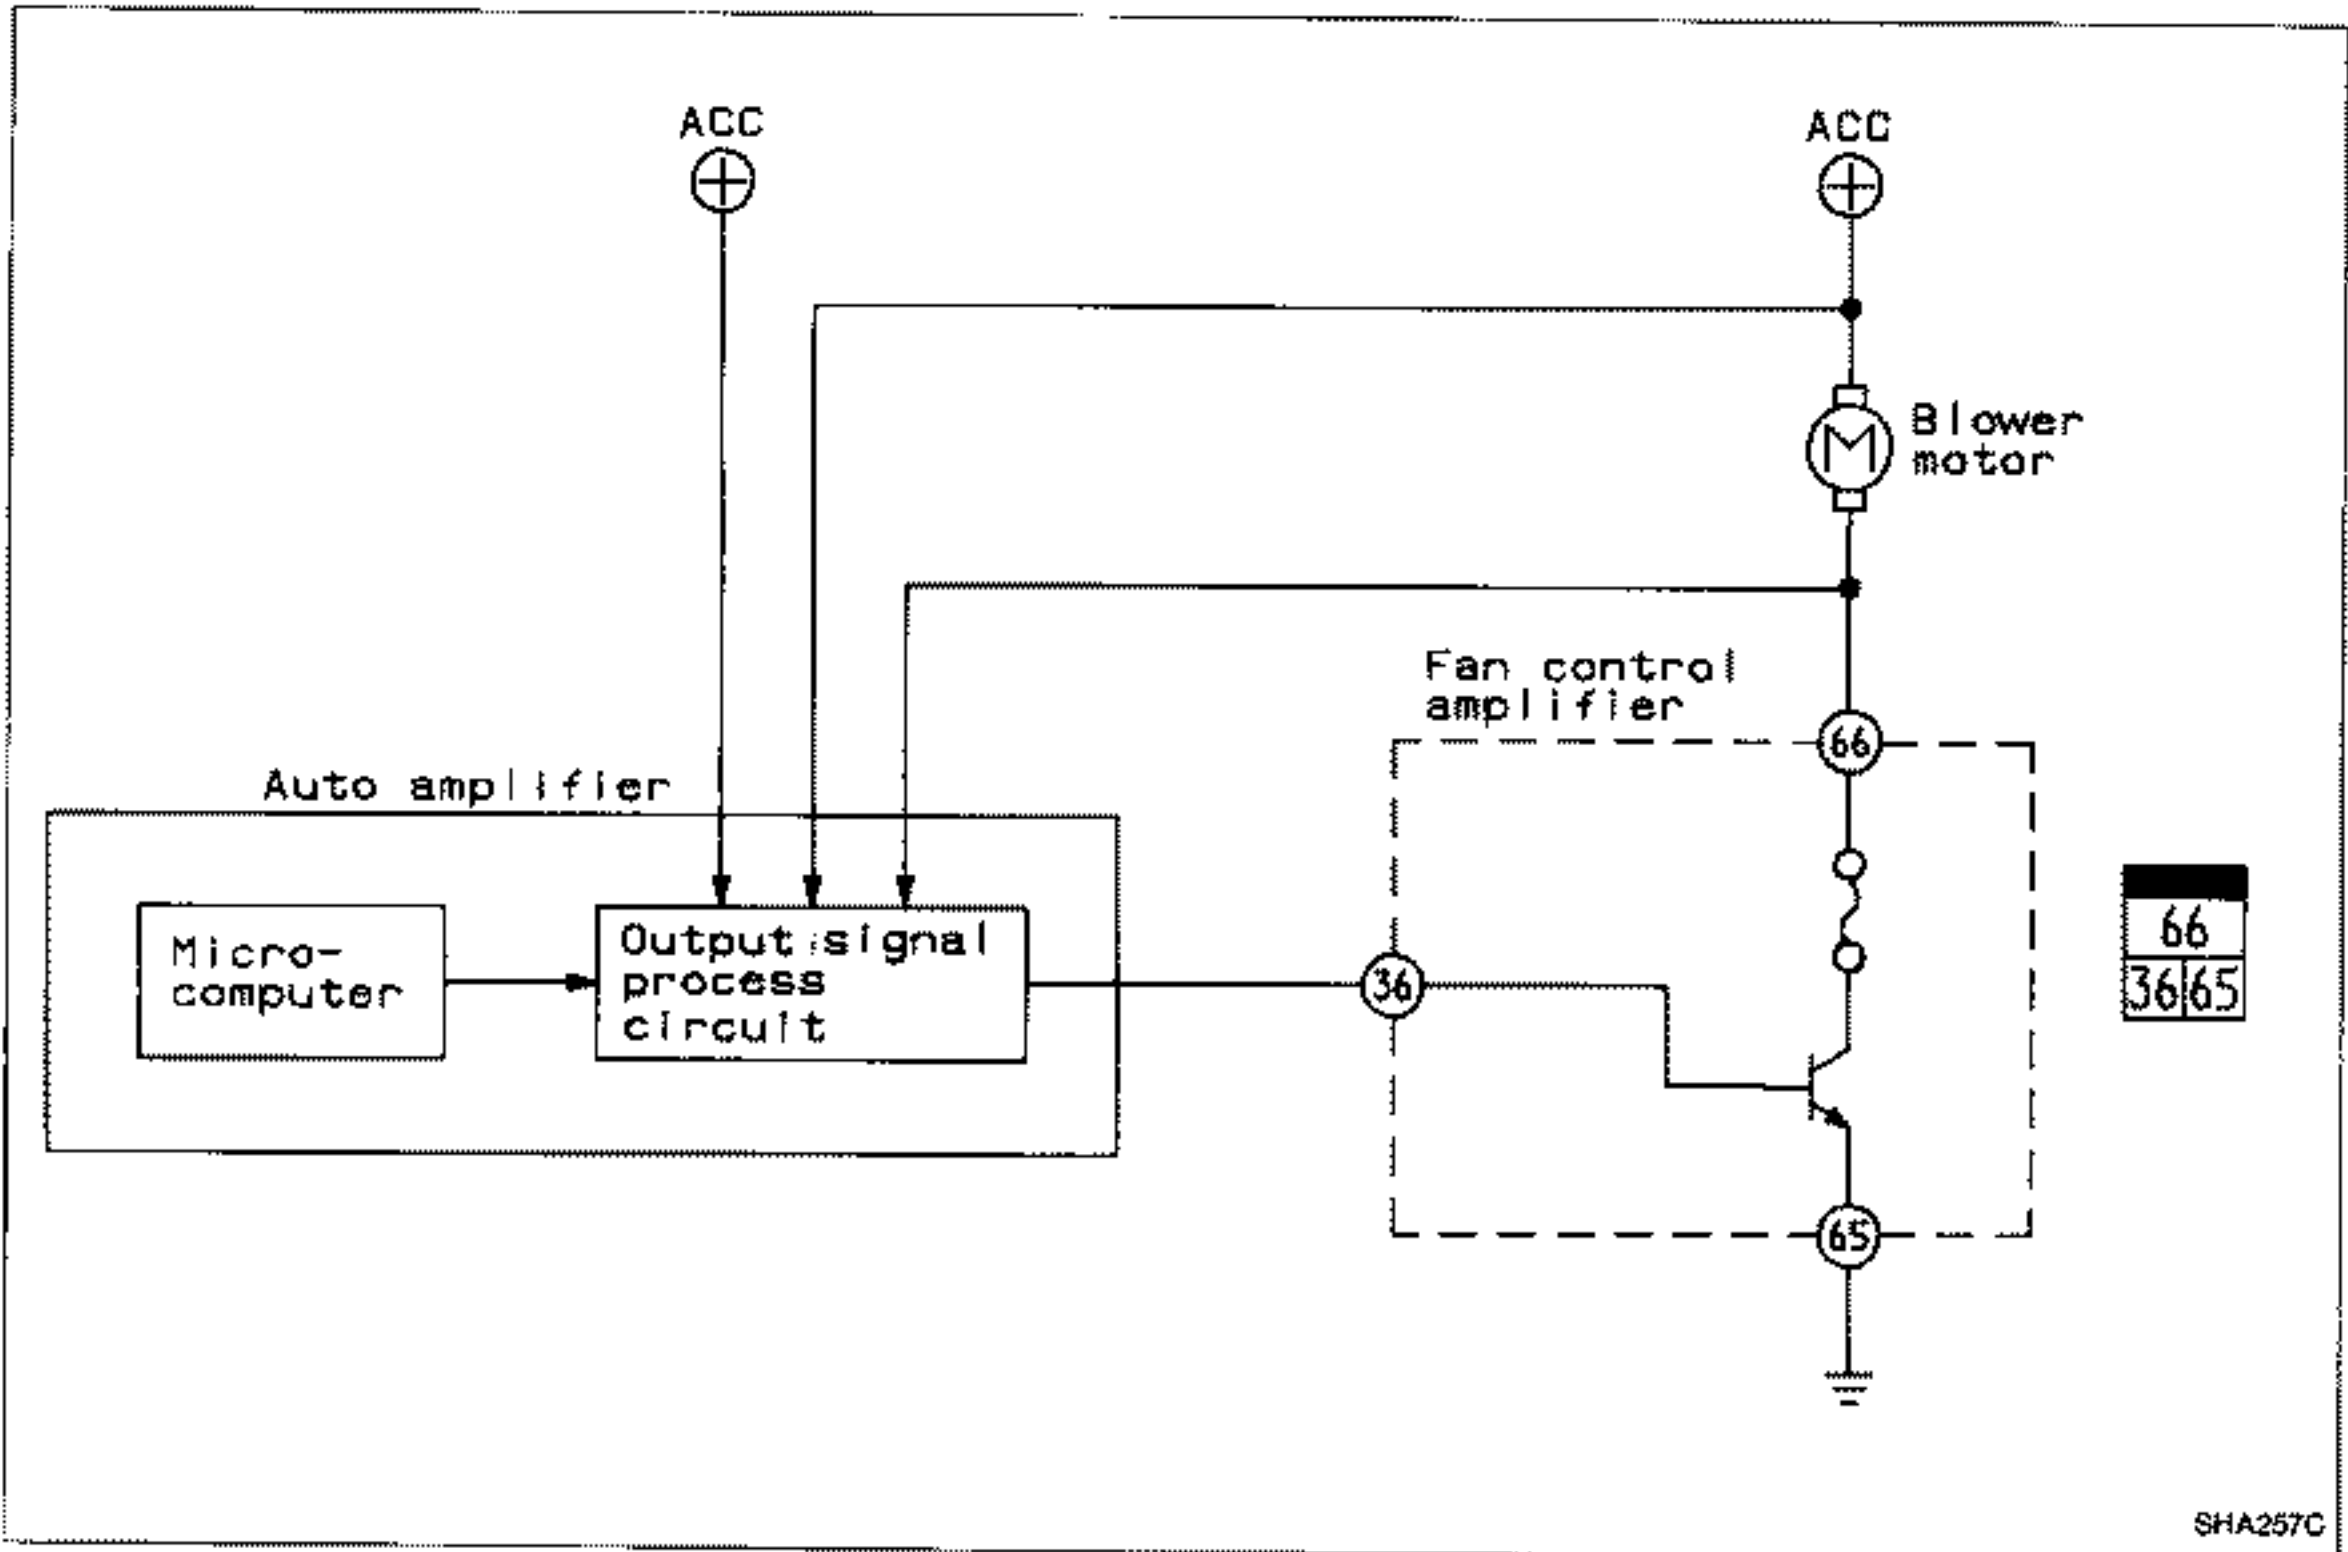 ACC
ACC
Blower
motor
Fan control
amplifier
66
Auto amplifier
Micro-
computer
Output signal
process
circuit
36
66
36 65
65
SHA257C